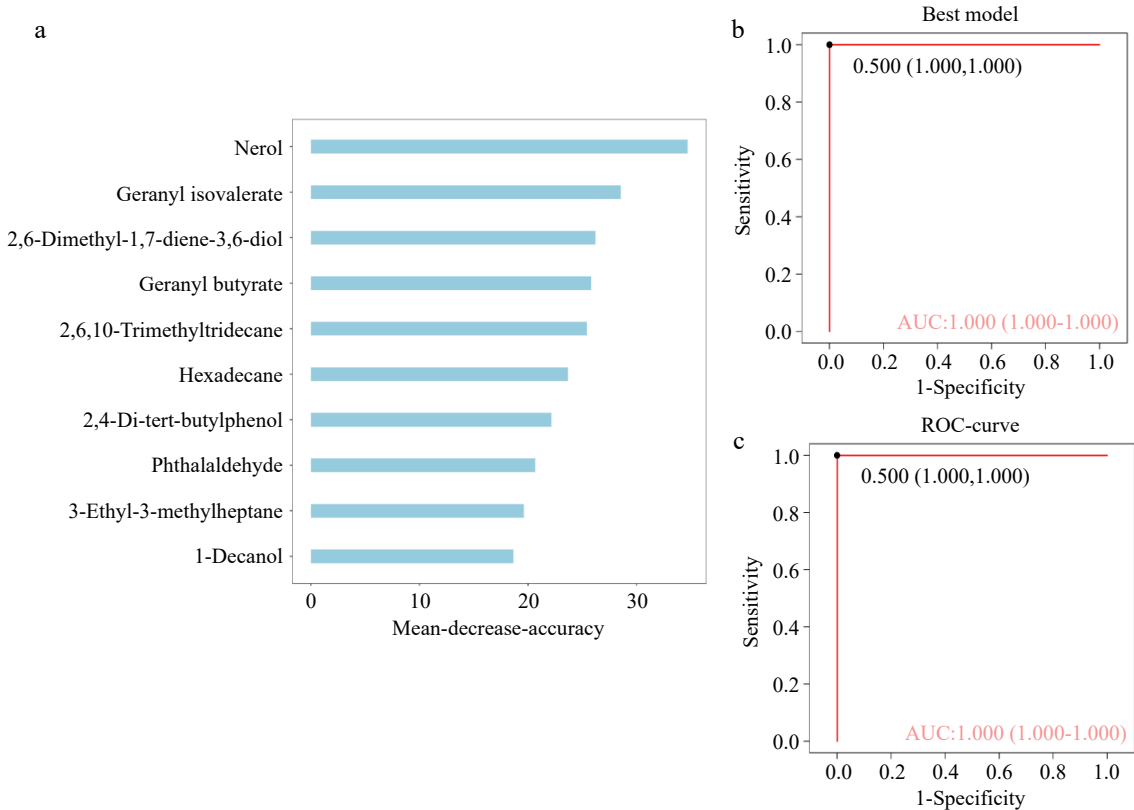 a
Nerol
Geranyl isovalerate
2,6-Dimethyl-1,7-diene-3,6-diol
Geranyl butyrate
2,6,10-Trimethyltridecane
Hexadecane
2,4-Di-tert-butylphenol
Phthalaldehyde
3-Ethyl-3-methylheptane
1-Decanol
0 10 20 30
Mean-decrease-accuracy
b
Best model
1.0
0.8
0.6
0.4
0.2
0.0
Sensitivity
0.500 (1.000,1.000)
AUC:1.000 (1.000-1.000)
0.0 0.2 0.4 0.6 0.8 1.0
1-Specificity
c
ROC-curve
1.0
0.8
0.6
0.4
0.2
0.0
Sensitivity
0.500 (1.000,1.000)
AUC:1.000 (1.000-1.000)
0.0 0.2 0.4 0.6 0.8 1.0
1-Specificity